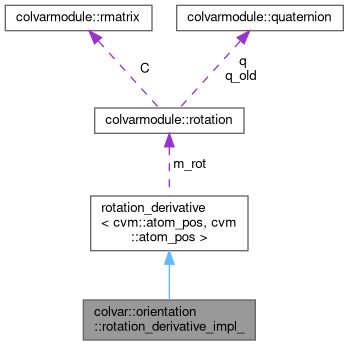 colvarmodule::rmatrix
colvarmodule::quaternion
C
q
q_old
colvarmodule::rotation
m_rot
rotation_derivative
< cvm::atom_pos, cvm
::atom_pos >
colvar::orientation
::rotation_derivative_impl_